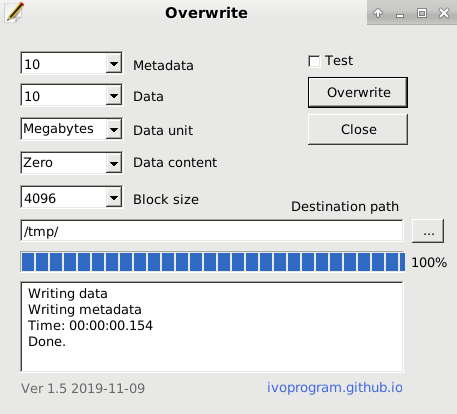 Overwrite
10 Metadata
Test
10 Data
Overwrite
Megabytes Data unit
Close
Zero Data content
4096 Block size
Destination path
/tmp/
...
100%
Writing data
Writing metadata
Time: 00:00:00.154
Done.
Ver 1.5 2019-11-09
ivoprogram.github.io